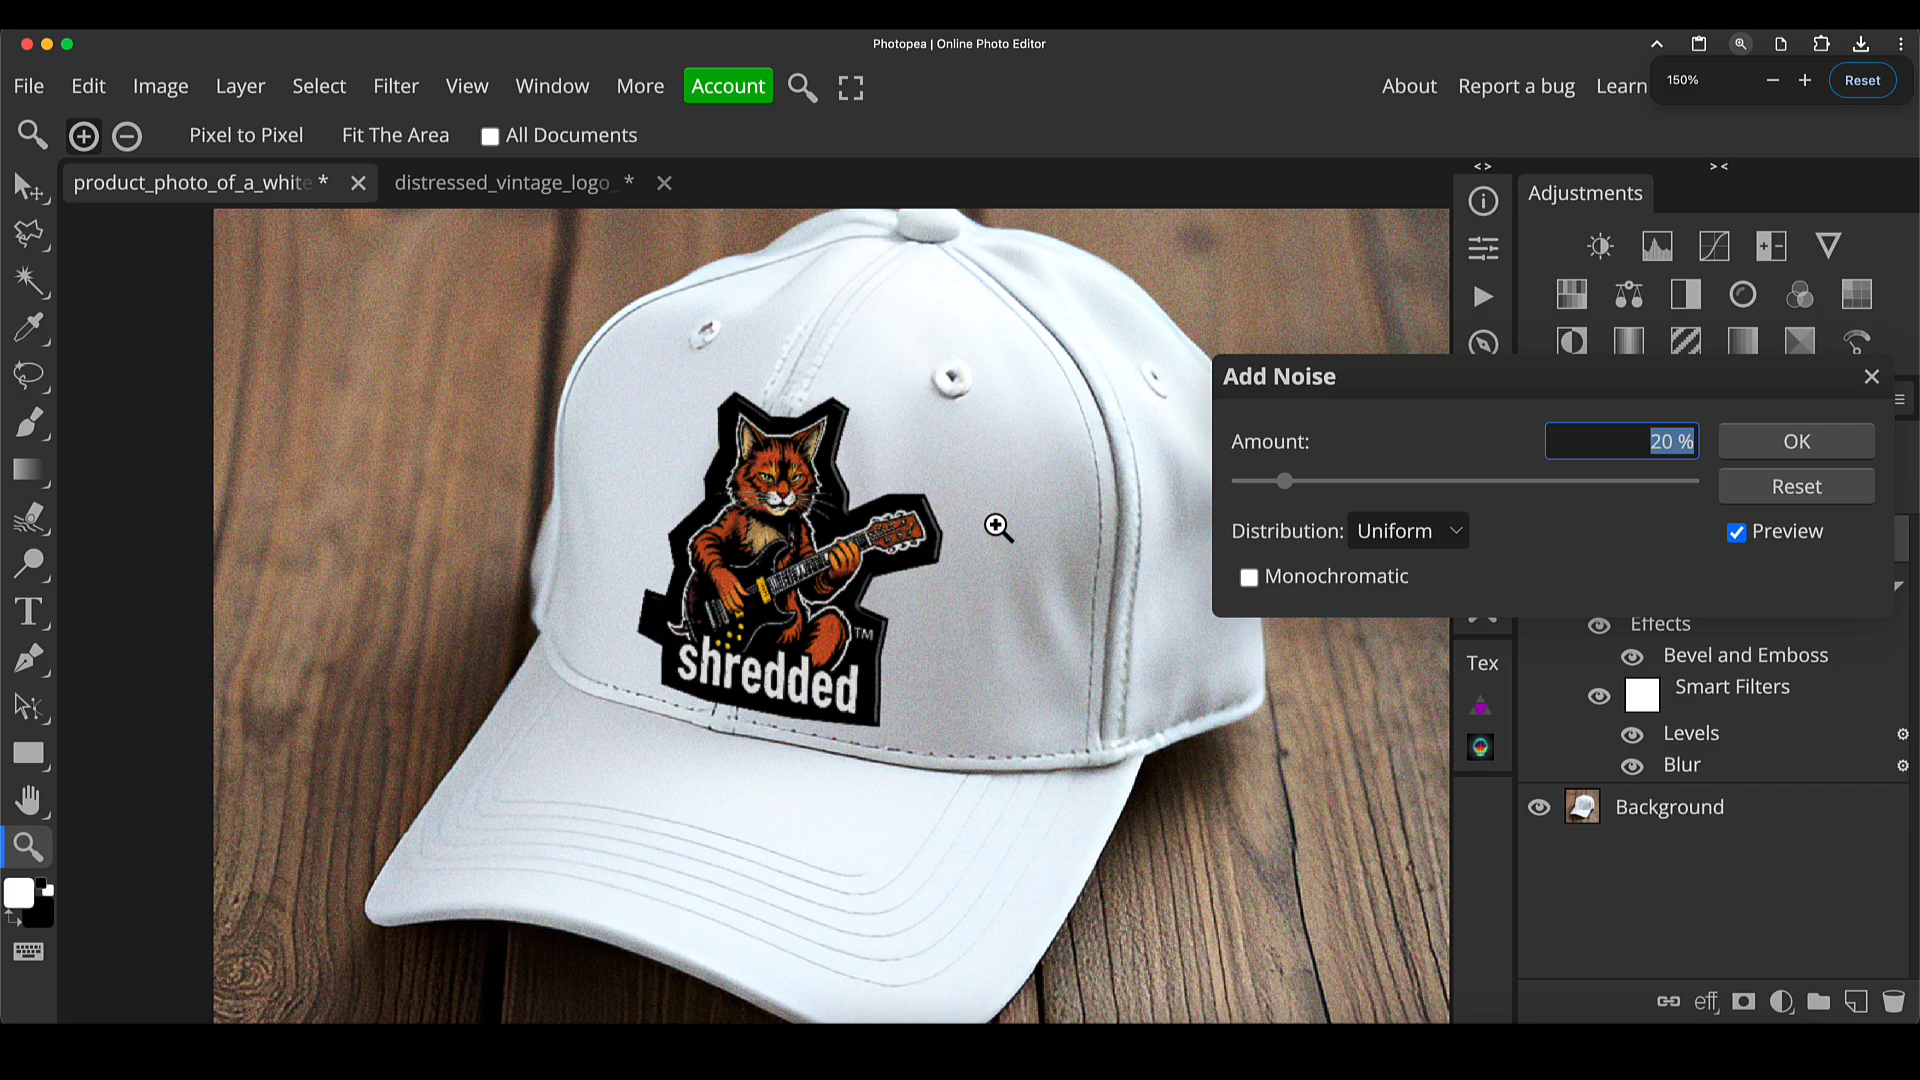 Photopea | Online Photo Editor
File Edit Image Layer Select Filter View Window More Account About Report a bug Learn
150% Reset
Pixel to Pixel Fit The Area All Documents
product_photo_of_a_white * distressed_vintage_logo_ *
Adjustments
Add Noise
Amount: 20 % OK
Reset
Distribution: Uniform Preview
Monochromatic
Effects
Bevel and Emboss
Smart Filters
Levels
Blur
Background
Tex
TM
shredded
eff